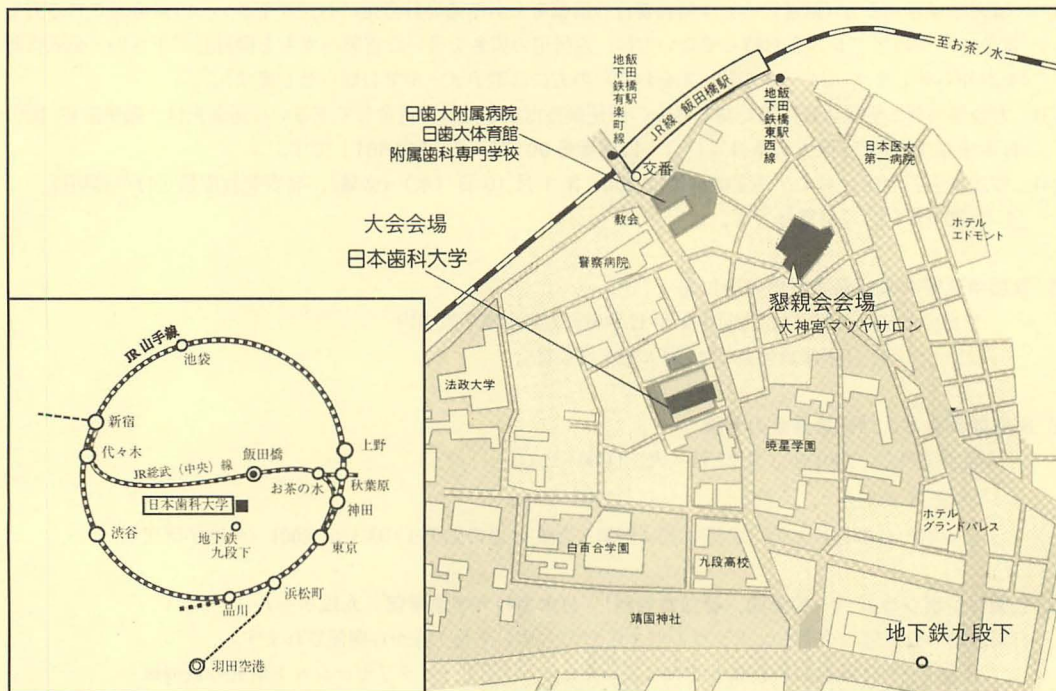 至お茶ノ水
飯田橋駅
地下鉄有楽町線
JR線 飯田橋駅
飯田橋駅
地下鉄東西線
日歯大附属病院
日歯大体育館
附属歯科専門学校
交番
日本医大
第一病院
教会
大会会場
日本歯科大学
警察病院
ホテル
エドモント
懇親会会場
大神宮マツヤサロン
法政大学
暁星学園
ホテル
グランドパレス
白百合学園
九段高校
靖国神社
地下鉄九段下
JR山手線
池袋
新宿
代々木
上野
飯田橋
JR総武(中央)線
お茶の水
秋葉原
日本歯科大学
神田
渋谷
地下鉄
九段下
東京
浜松町
品川
羽田空港